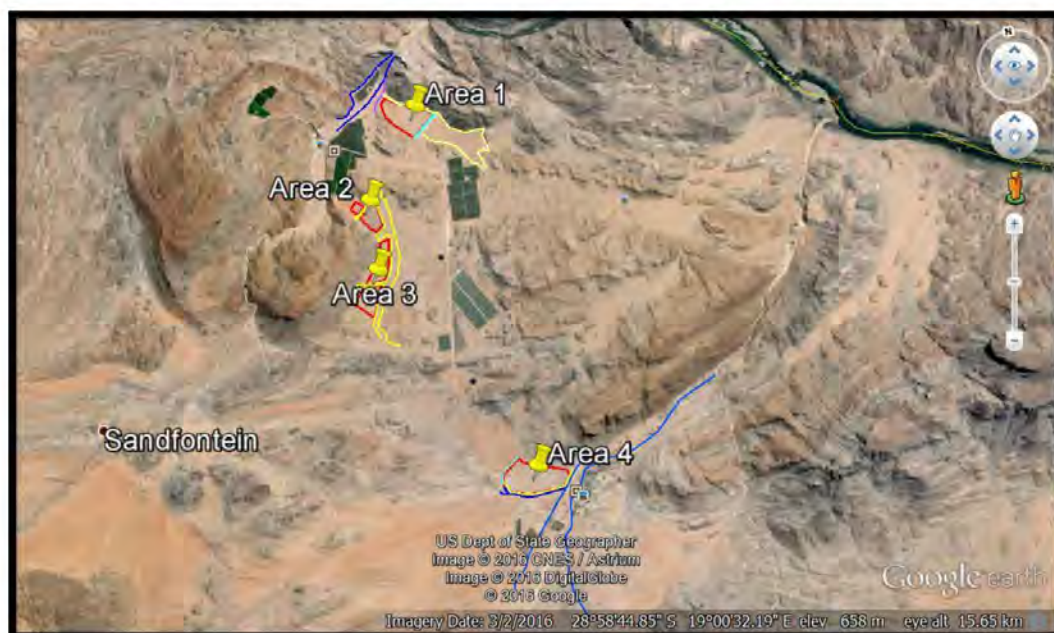 N
Area 1
Area 2
Area 3
Sandfontein
Area 4
US Dept of State Geographer
Image © 2016 CNES / Astrium
Image © 2016 DigitalGlobe
© 2016 Google
Google earth
Imagery Date: 3/2/2016 28°58'44.85" S 19°00'32.19" E elev 658 m eye alt 15.65 km